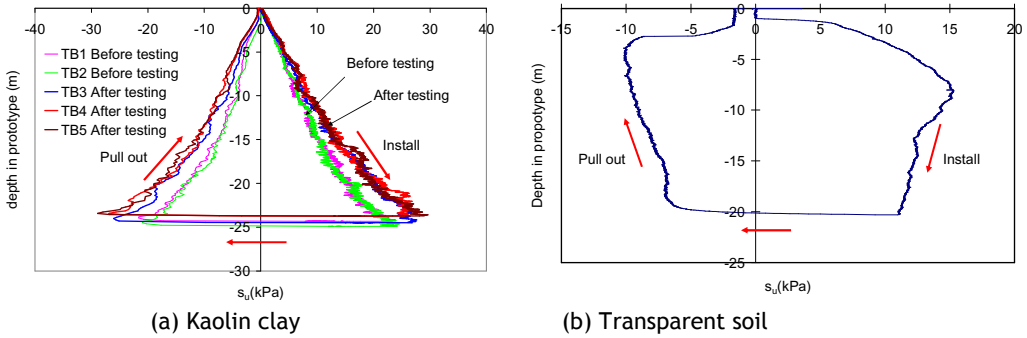 -40 -30 -20 -10 0 10 20 30 40
0
-5
-10
-15
-20
-25
-30
depth in prototype (m)
TB1 Before testing
TB2 Before testing
TB3 After testing
TB4 After testing
TB5 After testing
Before testing
After testing
Pull out
Install
su(kPa)
(a) Kaolin clay
-15 -10 -5 0 5 10 15 20
0
-5
-10
-15
-20
-25
Depth in propotype (m)
Pull out
Install
su(kPa)
(b) Transparent soil